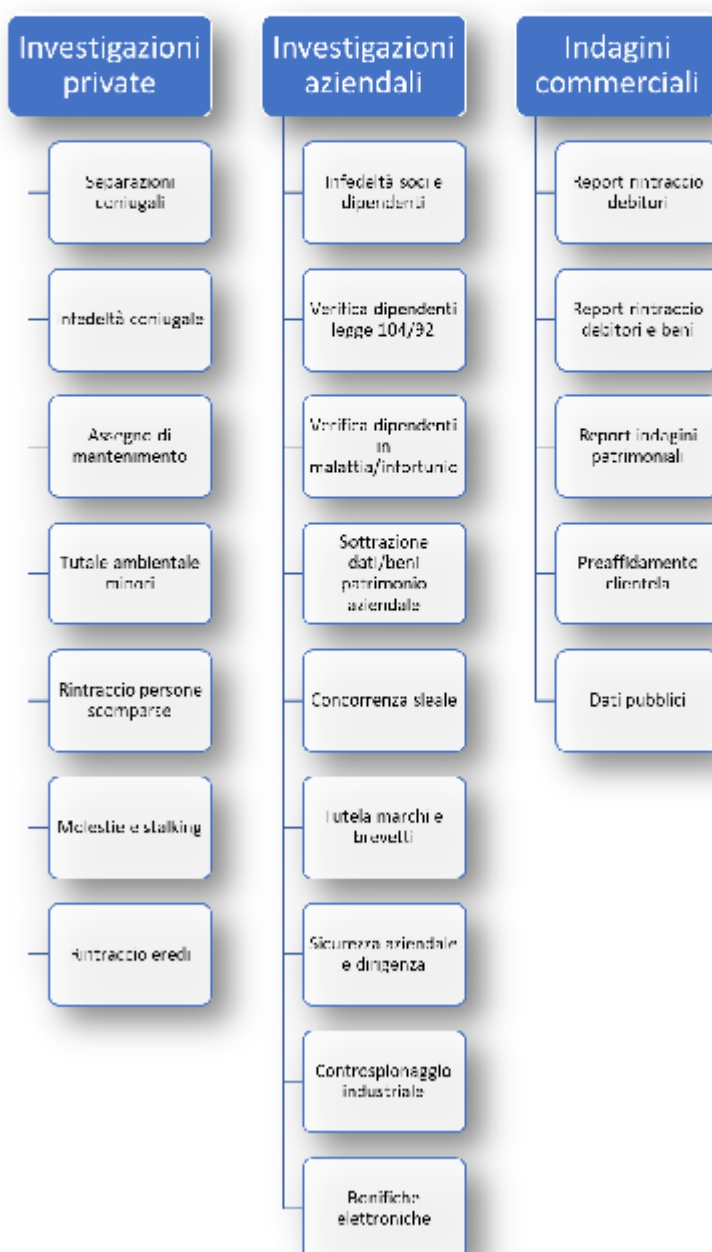 Investigazioni
private
Separazioni
coniugali
Infedeltà coniugale
Assegno di
mantenimento
Tutale ambientale
minori
Rintraccio persone
scomparse
Molestie e stalking
Rintraccio eredi
Investigazioni
aziendali
Infedeltà soci e
dipendenti
Verifica dipendenti
legge 104/92
Verifica dipendenti
in
malattia/infortunio
Sottrazione
dati/beni
patrimonio
aziendale
Concorrenza sleale
Tutela marchi e
brevetti
Sicurezza aziendale
e dirigenza
Controspionaggio
industriale
Bonifiche
elettroniche
Indagini
commerciali
Report rintraccio
debitori
Report rintraccio
debitori e beni
Report indagini
patrimoniali
Preaffidamento
clientela
Dati pubblici